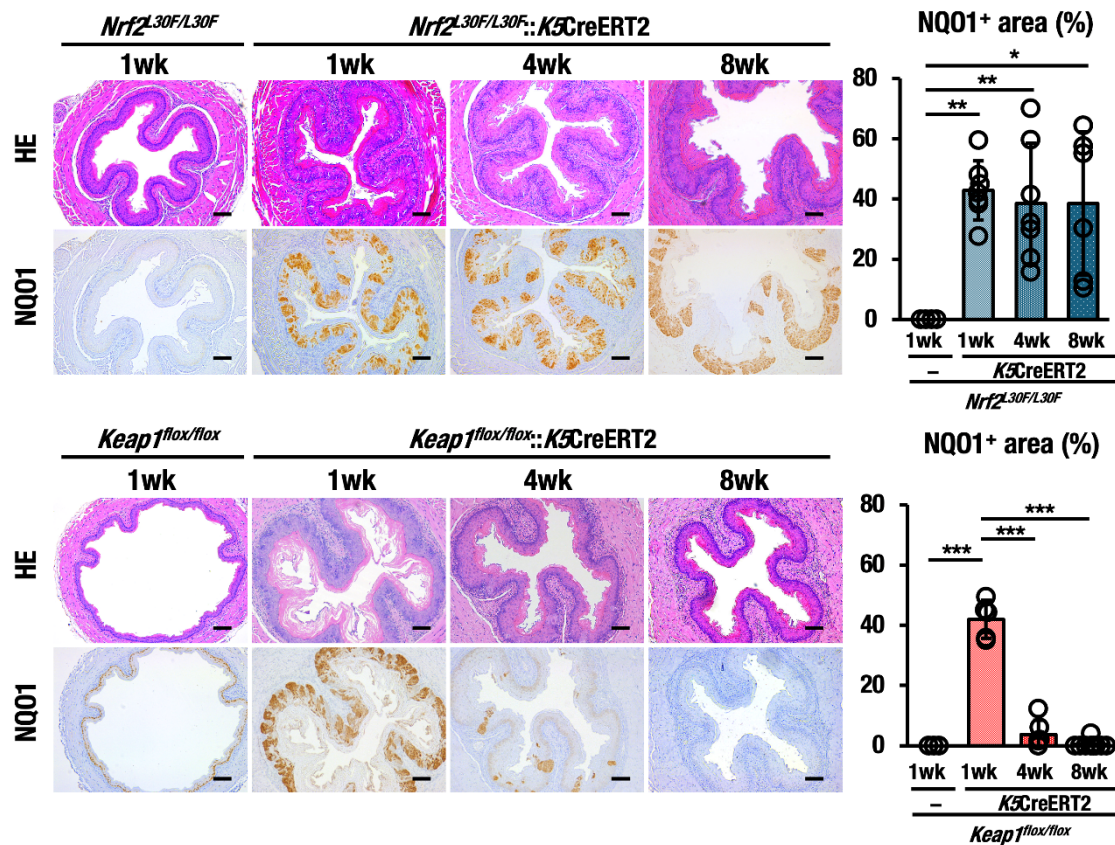 Nrf2L30F/L30F
Nrf2L30F/L30F::K5CreERT2
1wk 1wk 4wk 8wk
HE
NQO1
NQO1+ area (%)
*
**
**
80
60
40
20
0
1wk 1wk 4wk 8wk
– K5CreERT2
Nrf2L30F/L30F
Keap1flox/flox
Keap1flox/flox::K5CreERT2
1wk 1wk 4wk 8wk
HE
NQO1
NQO1+ area (%)
***
***
***
80
60
40
20
0
1wk 1wk 4wk 8wk
– K5CreERT2
Keap1flox/flox